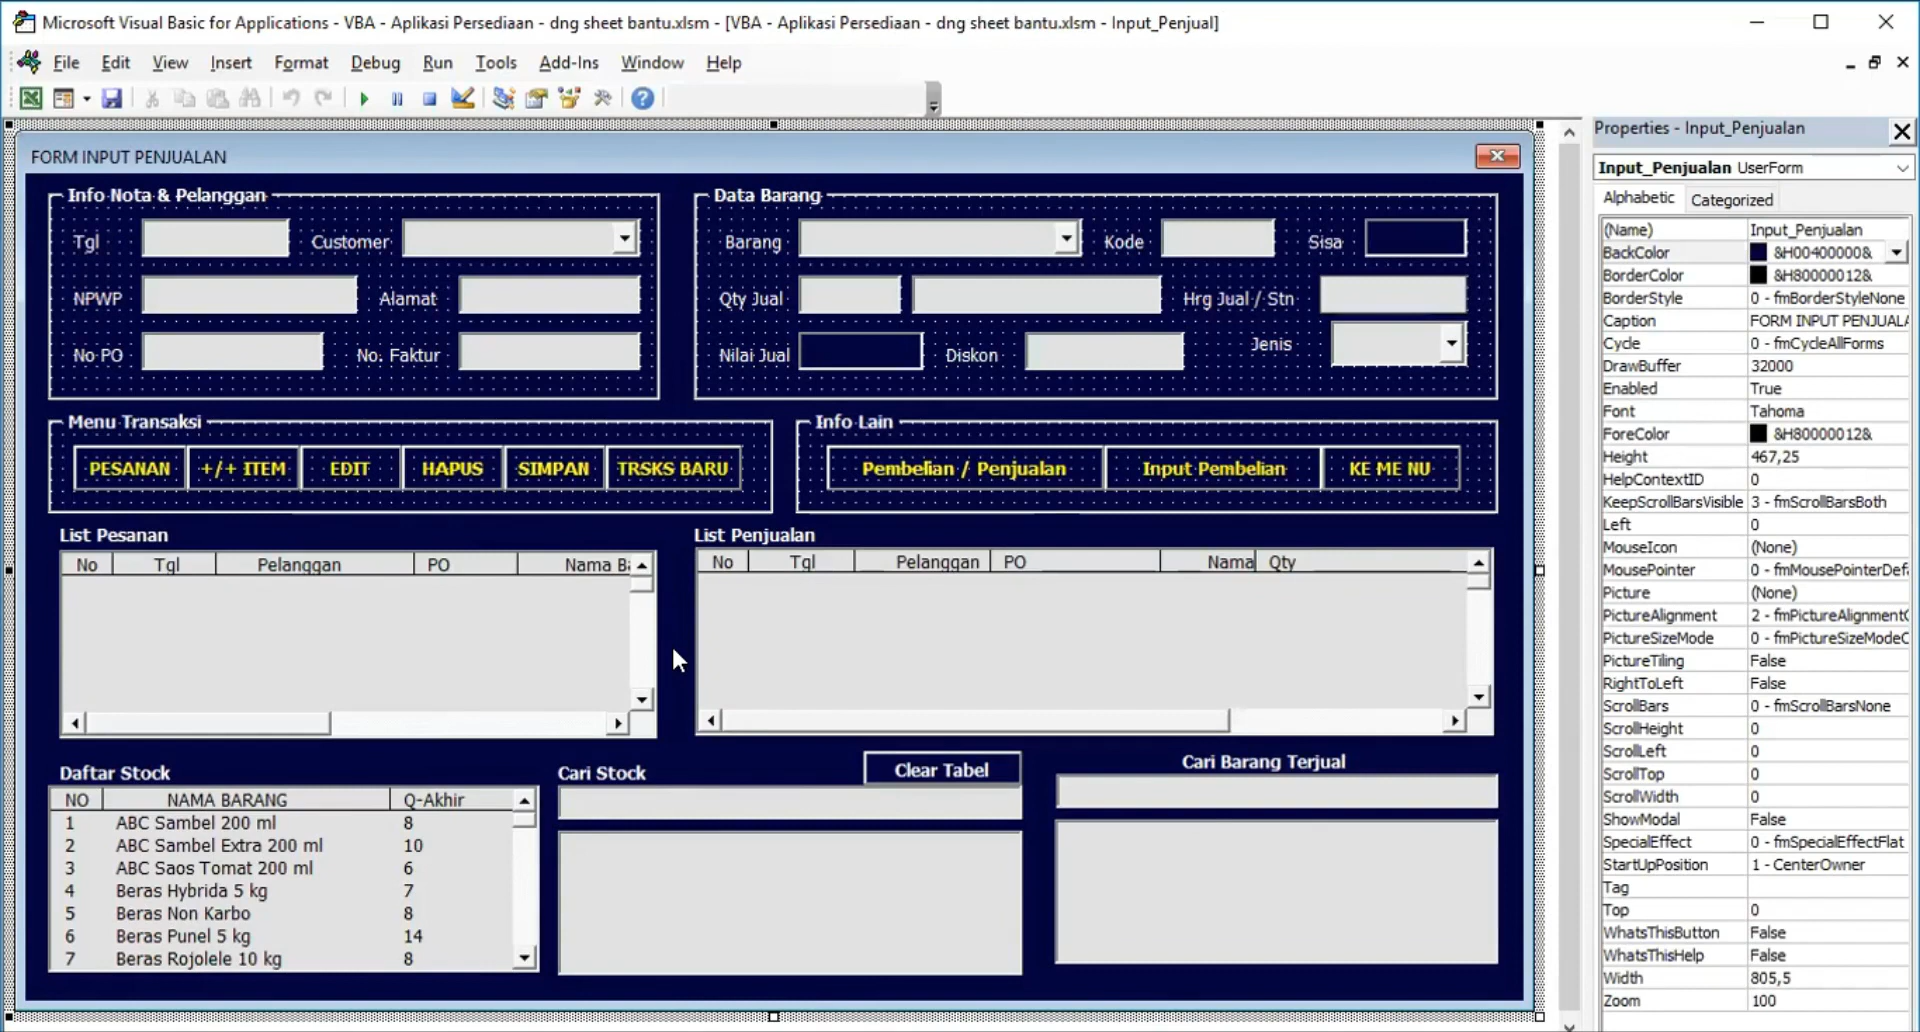 Microsoft Visual Basic for Applications - VBA - Aplikasi Persediaan - dng sheet bantu.xlsm - [VBA - Aplikasi Persediaan - dng sheet bantu.xlsm - Input_Penjual]
File Edit View Insert Format Debug Run Tools Add-Ins Window Help
FORM INPUT PENJUALAN
Info Nota & Pelanggan
Tgl Customer
NPWP Alamat
No PO No. Faktur
Data Barang
Barang Kode Sisa
Qty Jual Hrg Jual / Stn
Nilai Jual Diskon Jenis
Menu Transaksi
PESANAN +/+ ITEM EDIT HAPUS SIMPAN TRSKS BARU
Info Lain
Pembelian / Penjualan Input Pembelian KE ME NU
List Pesanan
No Tgl Pelanggan PO Nama Ba
List Penjualan
No Tgl Pelanggan PO Nama Qty
Daftar Stock
NO NAMA BARANG Q-Akhir
1 ABC Sambel 200 ml 8
2 ABC Sambel Extra 200 ml 10
3 ABC Saos Tomat 200 ml 6
4 Beras Hybrida 5 kg 7
5 Beras Non Karbo 8
6 Beras Punel 5 kg 14
7 Beras Rojolele 10 kg 8
Cari Stock
Clear Tabel
Cari Barang Terjual
Properties - Input_Penjualan
Input_Penjualan UserForm
Alphabetic Categorized
(Name) Input_Penjualan
BackColor &H00400000&
BorderColor &H80000012&
BorderStyle 0 - fmBorderStyleNone
Caption FORM INPUT PENJUALA
Cycle 0 - fmCycleAllForms
DrawBuffer 32000
Enabled True
Font Tahoma
ForeColor &H80000012&
Height 467,25
HelpContextID 0
KeepScrollBarsVisible 3 - fmScrollBarsBoth
Left 0
MouseIcon (None)
MousePointer 0 - fmMousePointerDefa
Picture (None)
PictureAlignment 2 - fmPictureAlignmentC
PictureSizeMode 0 - fmPictureSizeModeC
PictureTiling False
RightToLeft False
ScrollBars 0 - fmScrollBarsNone
ScrollHeight 0
ScrollLeft 0
ScrollTop 0
ScrollWidth 0
ShowModal False
SpecialEffect 0 - fmSpecialEffectFlat
StartUpPosition 1 - CenterOwner
Tag
Top 0
WhatsThisButton False
WhatsThisHelp False
Width 805,5
Zoom 100